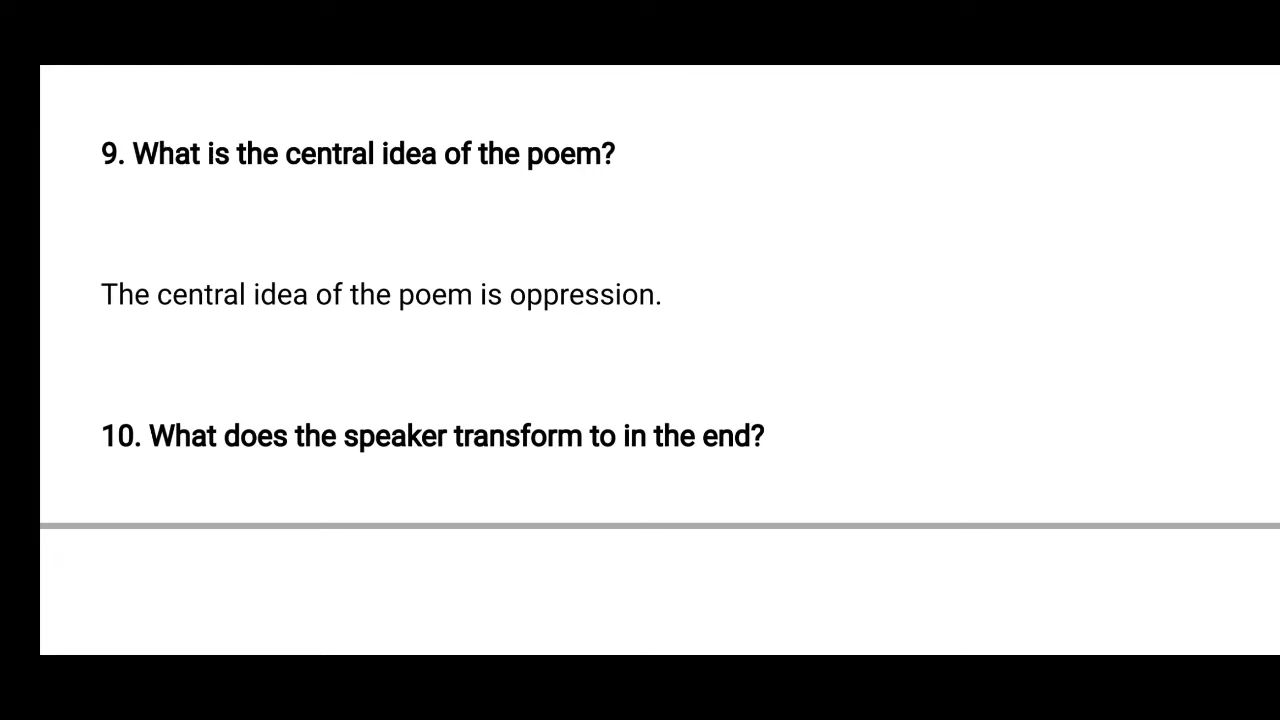 9. What is the central idea of the poem?
The central idea of the poem is oppression.
10. What does the speaker transform to in the end?